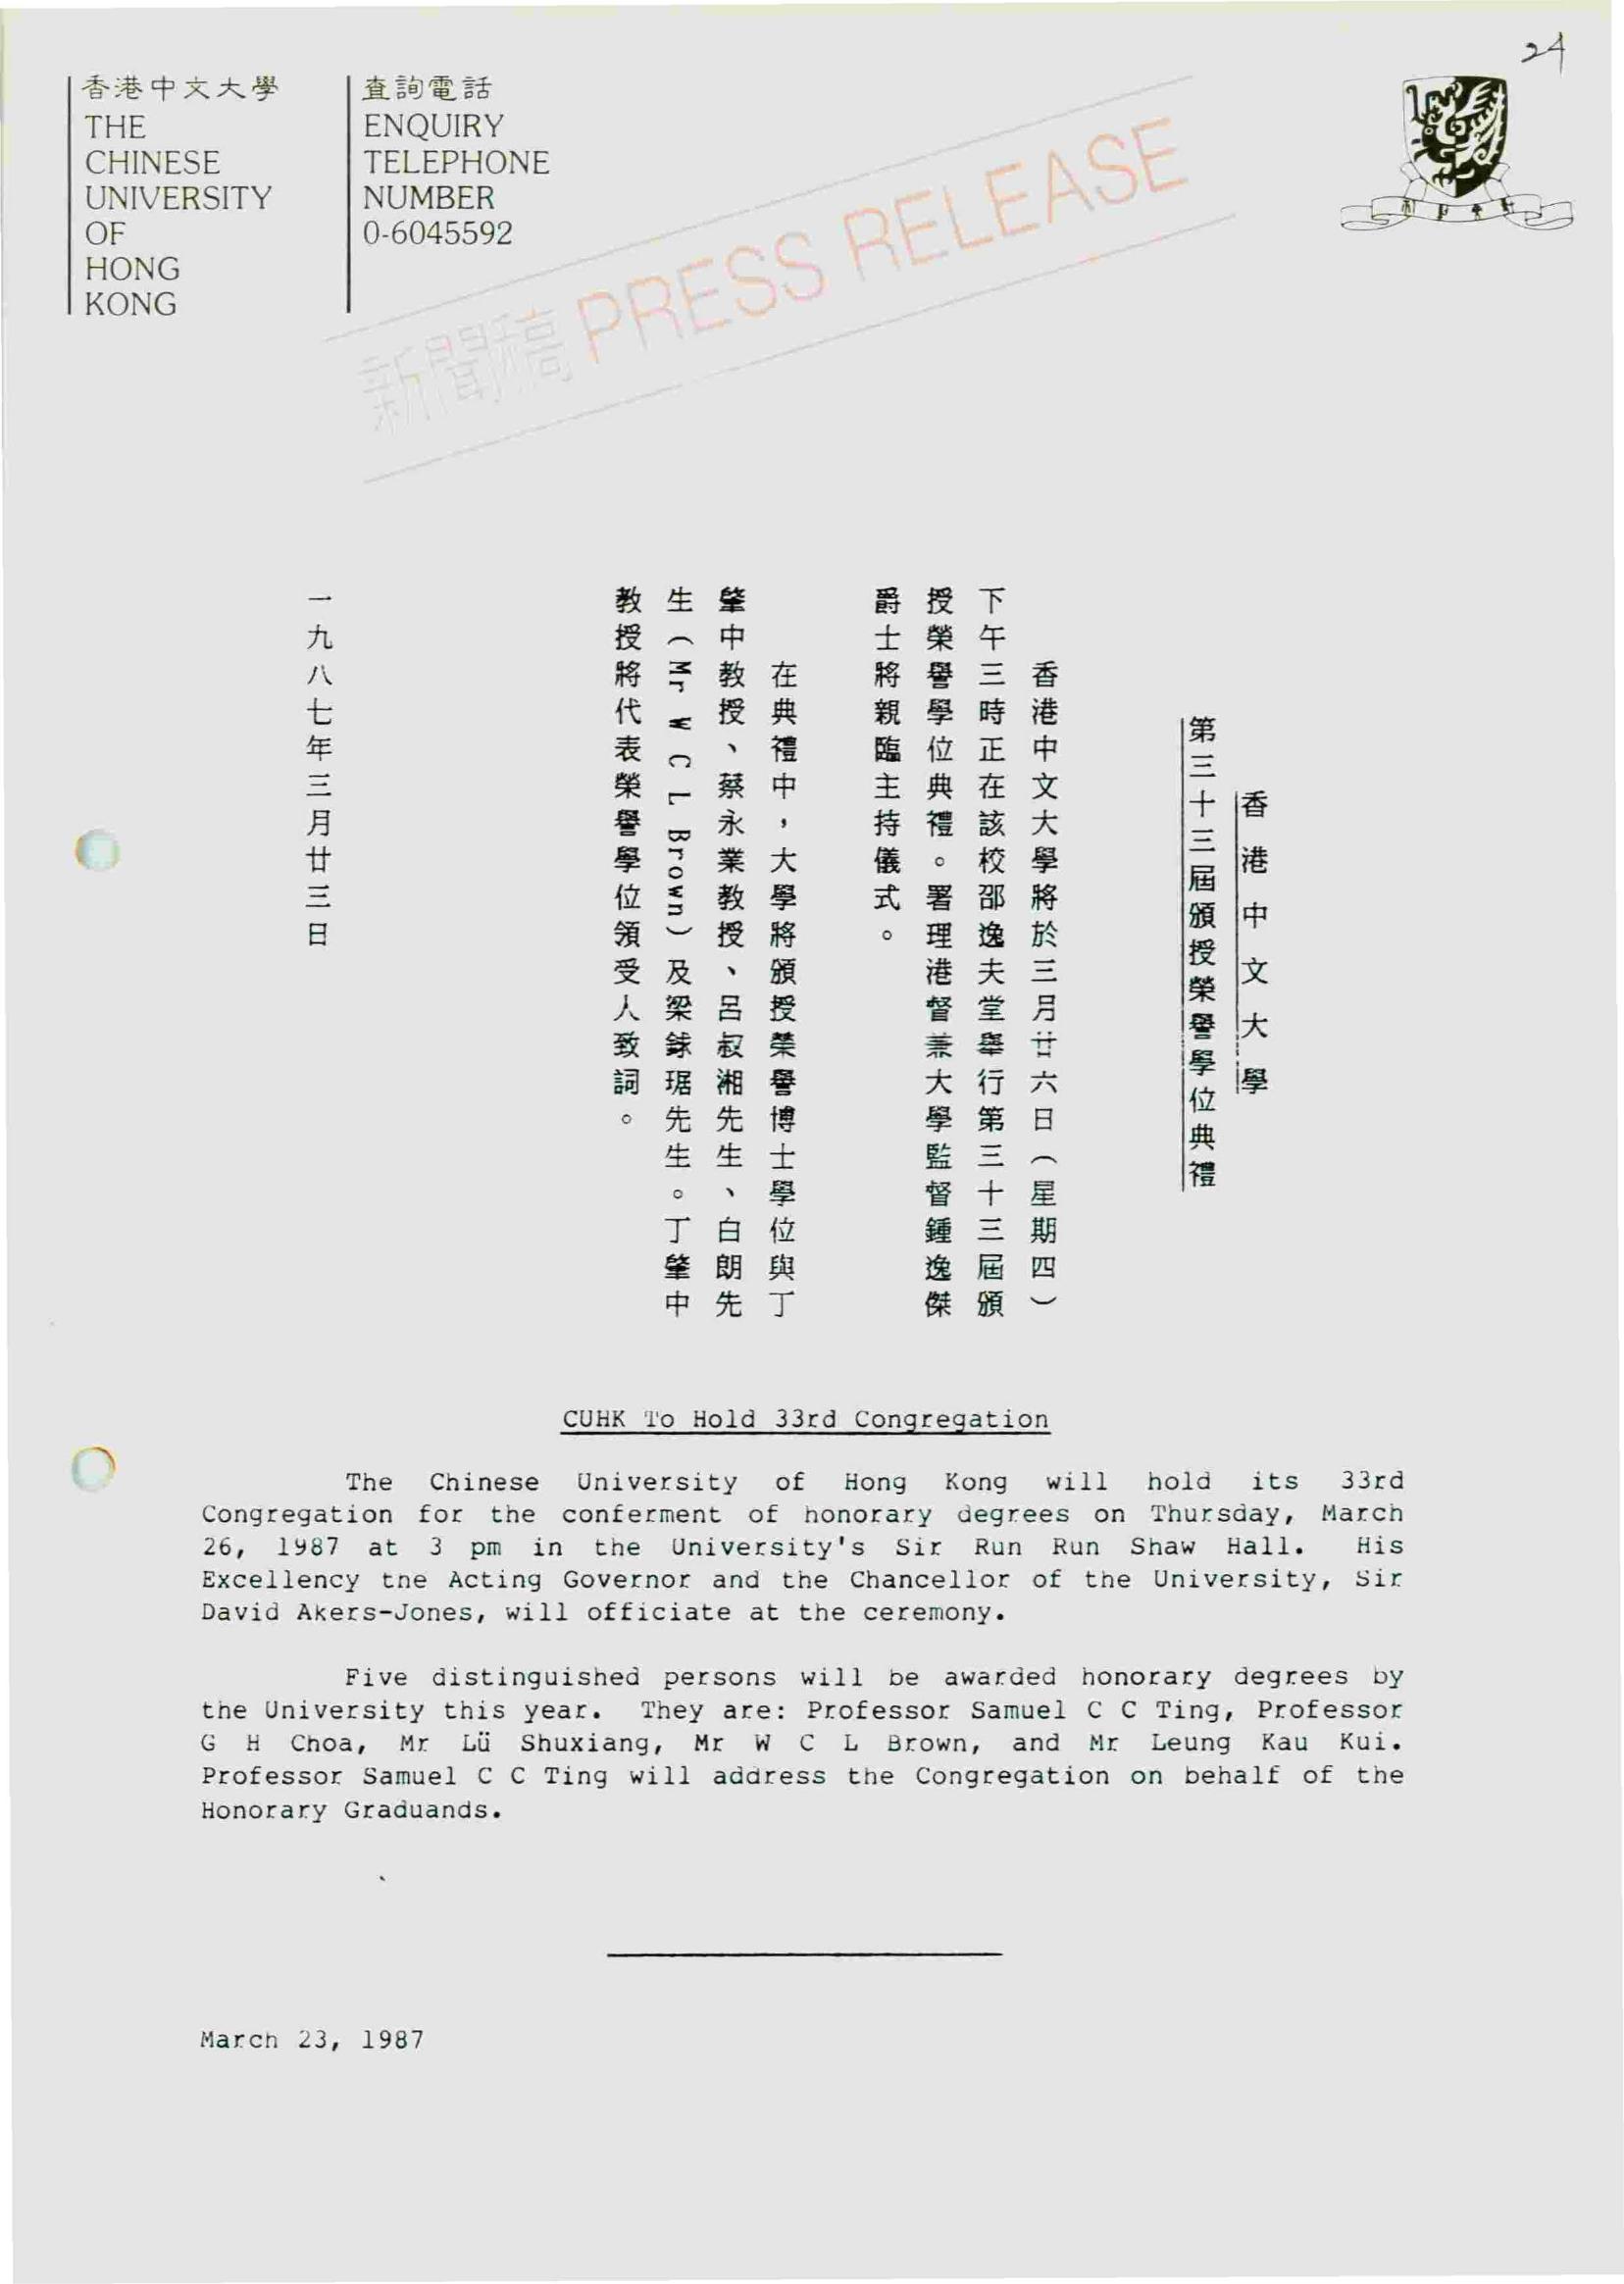 24
香港中文大學
THE
CHINESE
UNIVERSITY
OF
HONG
KONG
查詢電話
ENQUIRY
TELEPHONE
NUMBER
0-6045592
新聞稿 PRESS RELEASE
香港中文大學
第三十三屆頒授榮譽學位典禮
香港中文大學將於三月廿六日(星期四)
下午三時正在該校邵逸夫堂舉行第三十三屆頒
授榮譽學位典禮。署理港督兼大學監督鍾逸傑
爵士將親臨主持儀式。
在典禮中,大學將頒授榮譽博士學位與丁
肇中教授、蔡永業教授、呂叔湘先生、白朗先
生(Mr W C L Brown)及梁銶琚先生。丁肇中
教授將代表榮譽學位領受人致詞。
一九八七年三月廿三日
CUHK To Hold 33rd Congregation
The Chinese University of Hong Kong will hold its 33rd
Congregation for the conferment of honorary degrees on Thursday, March
26, 1987 at 3 pm in the University's Sir Run Run Shaw Hall. His
Excellency the Acting Governor and the Chancellor of the University, Sir
David Akers-Jones, will officiate at the ceremony.
Five distinguished persons will be awarded honorary degrees by
the University this year. They are: Professor Samuel C C Ting, Professor
G H Choa, Mr Lü Shuxiang, Mr W C L Brown, and Mr Leung Kau Kui.
Professor Samuel C C Ting will address the Congregation on behalf of the
Honorary Graduands.
March 23, 1987